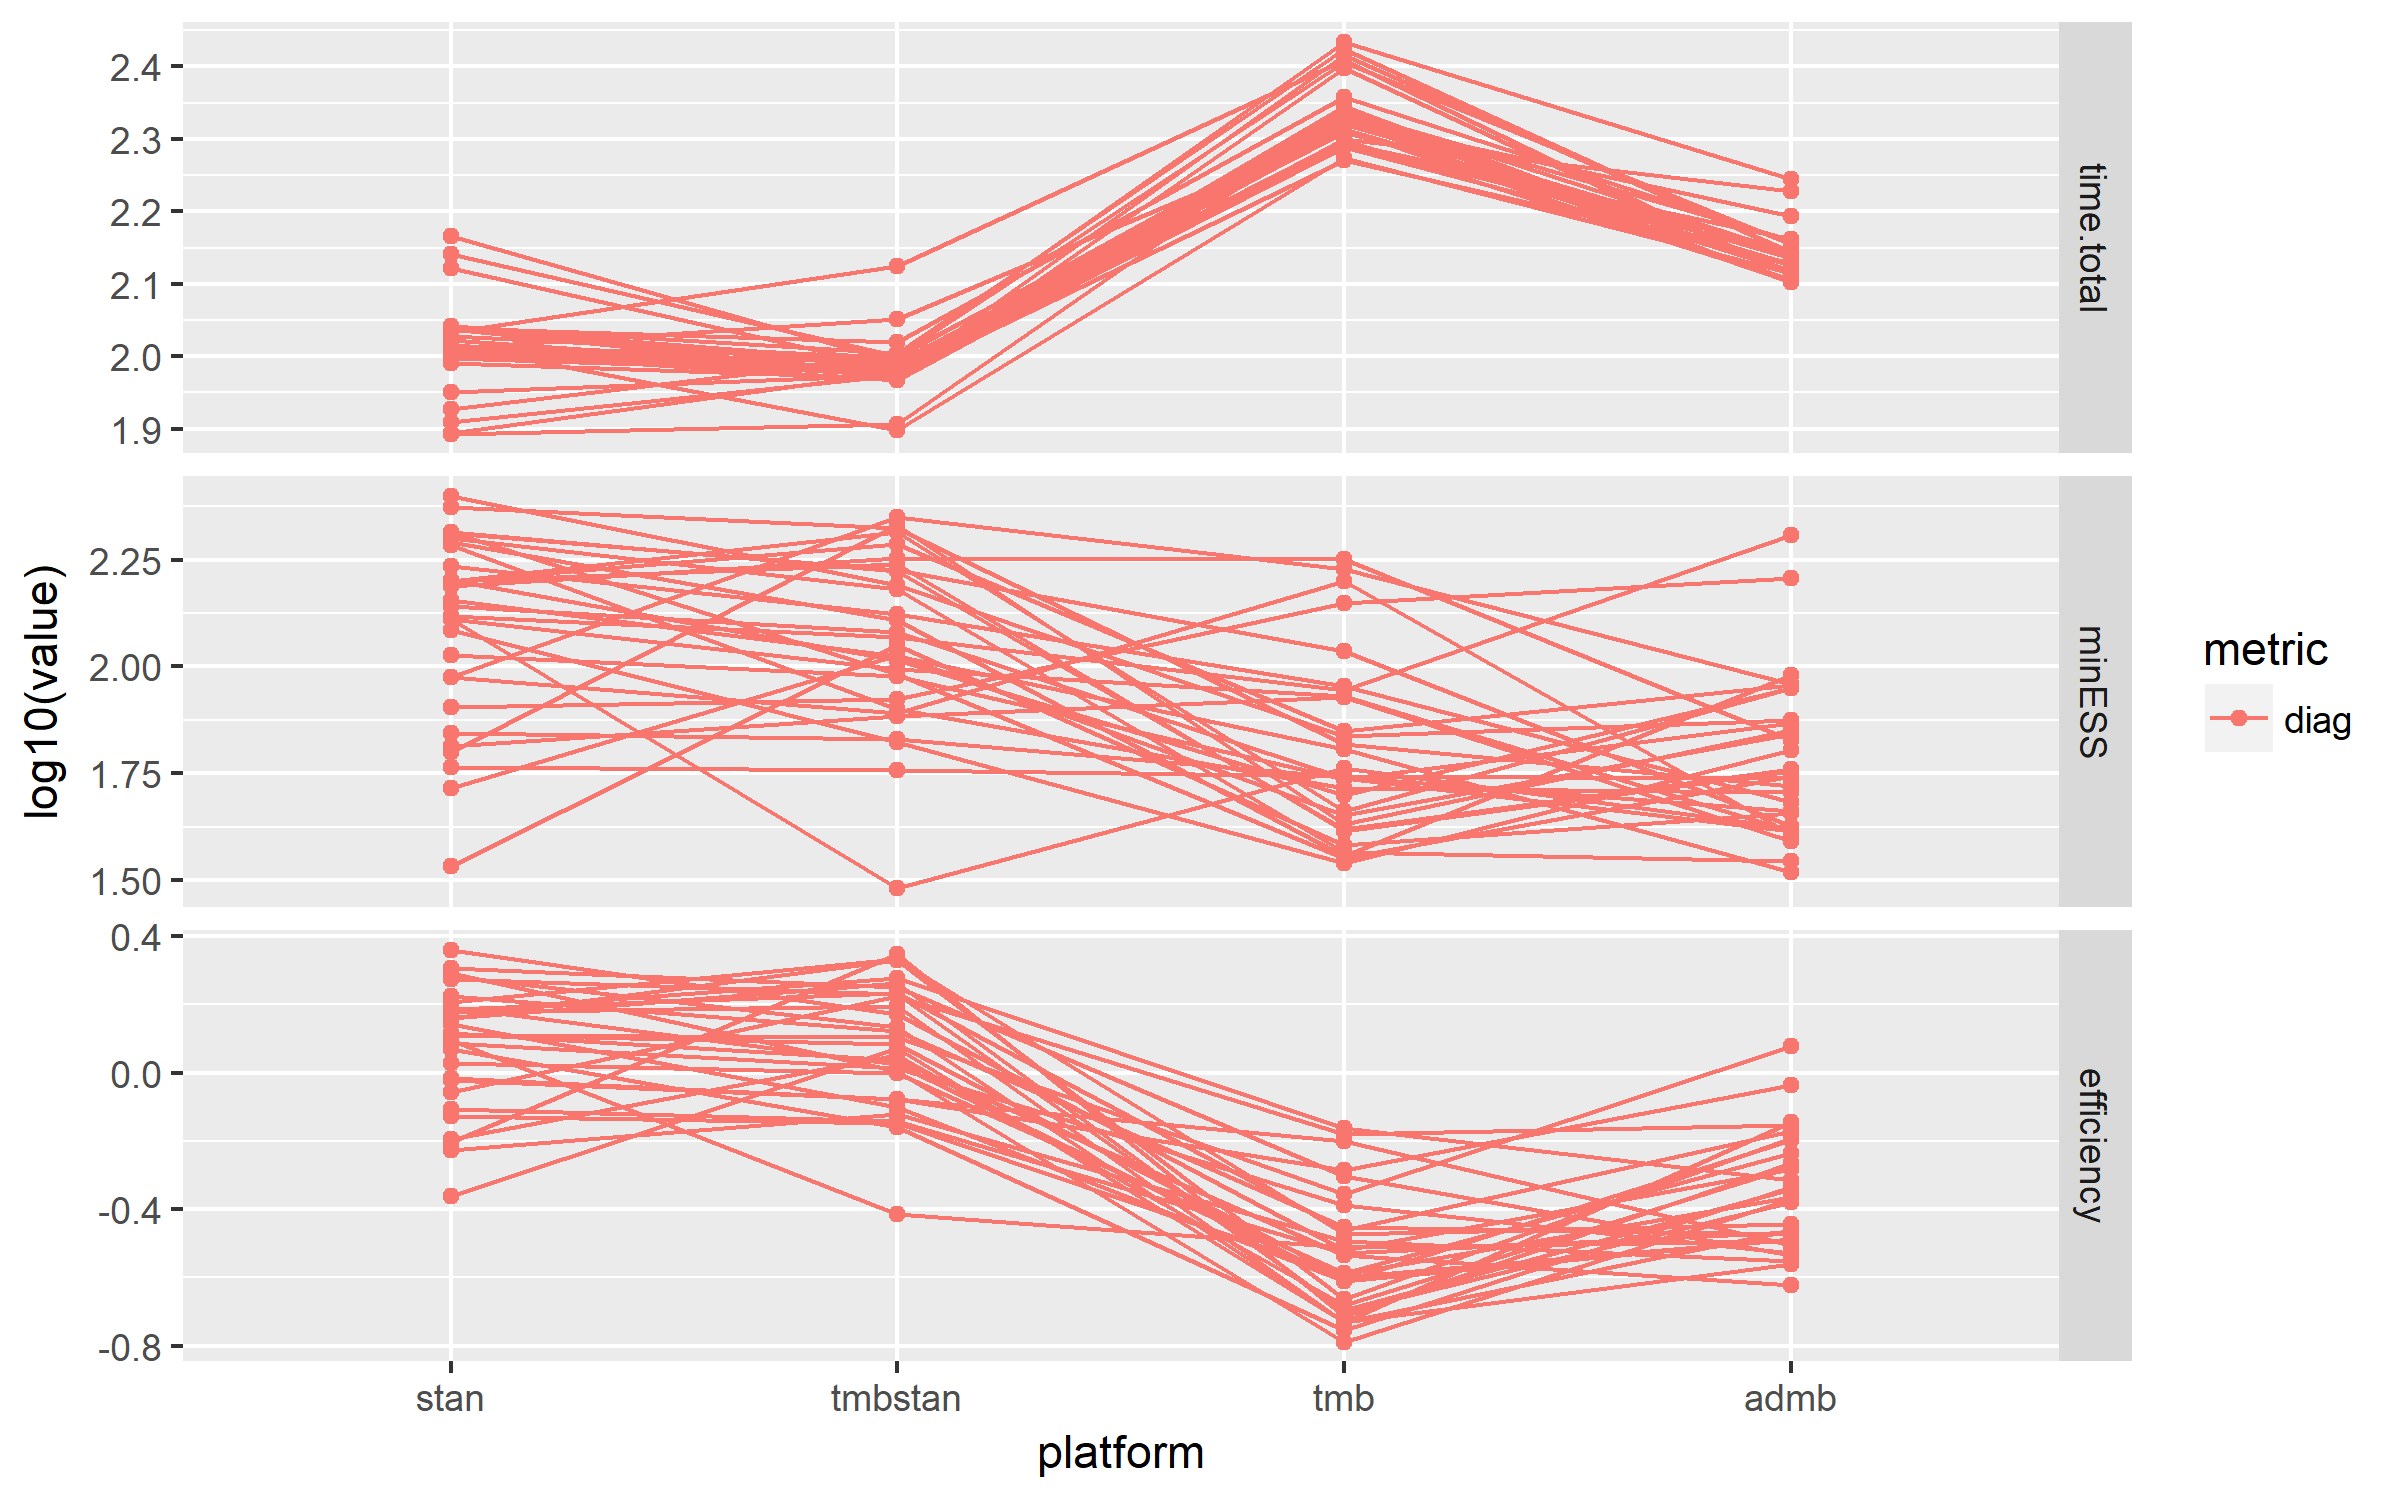 2.4
2.3
2.2
2.1
2.0
1.9
time.total
2.25
2.00
1.75
1.50
minESS
0.4
0.0
-0.4
-0.8
efficiency
log10(value)
stan
tmbstan
tmb
admb
platform
metric
diag